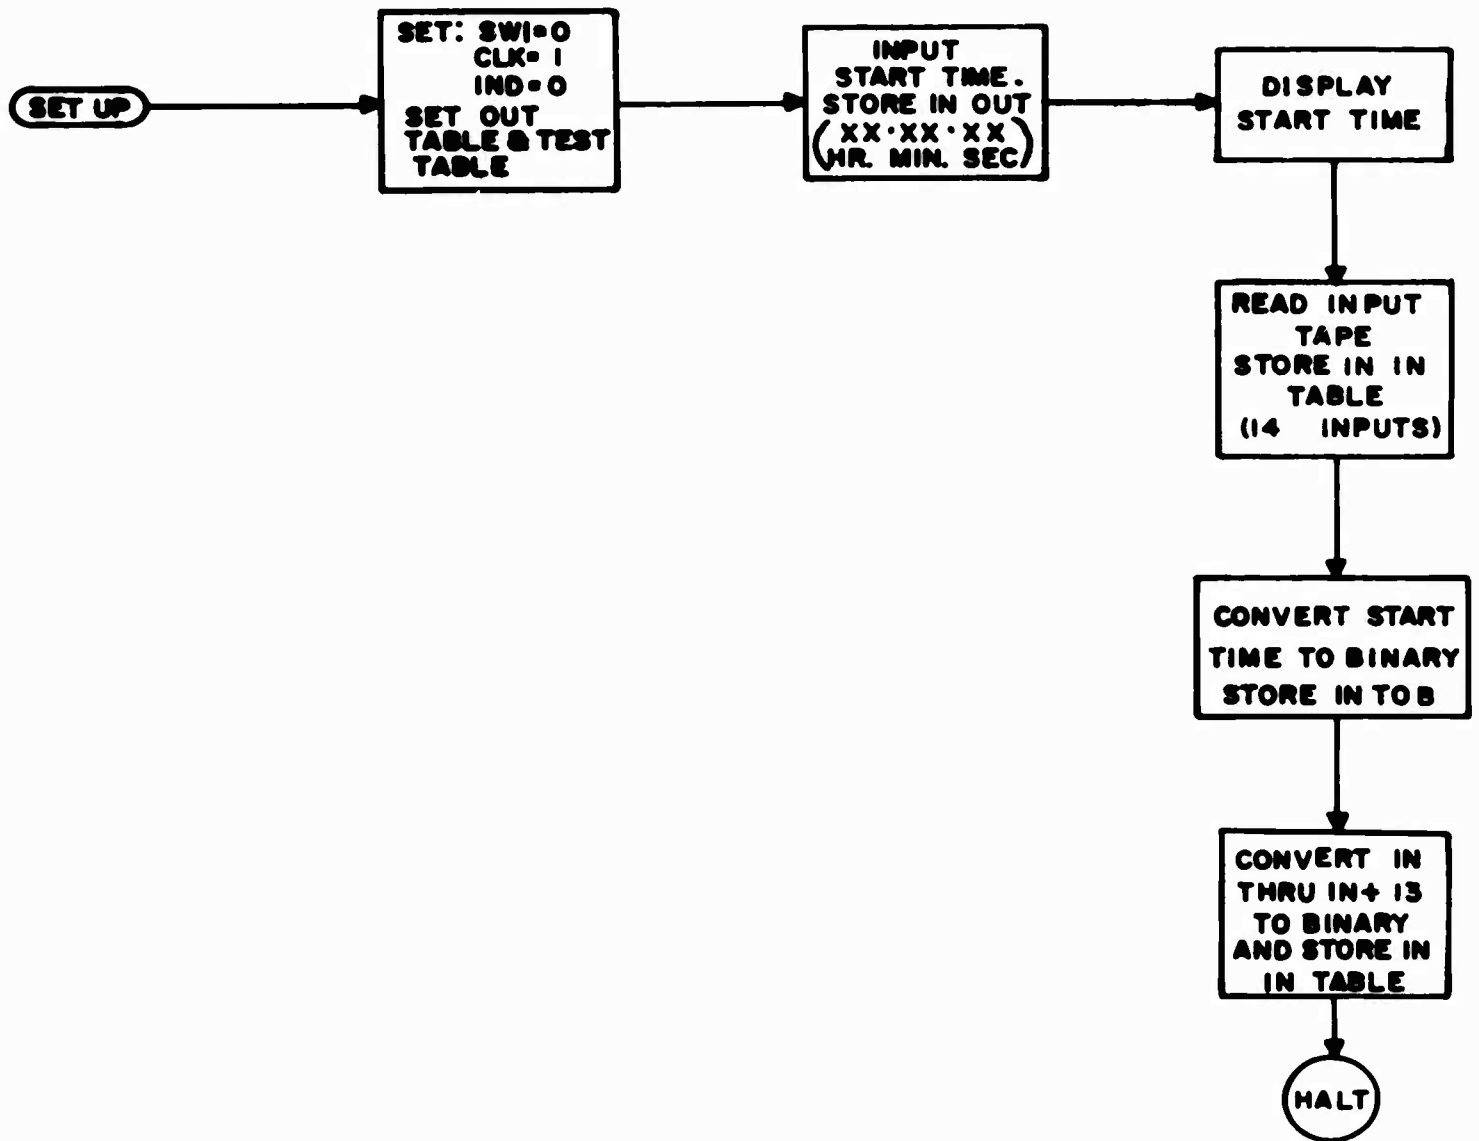 SET UP
SET: SW1=0
CLK= 1
IND=0
SET OUT
TABLE & TEST
TABLE
INPUT
START TIME.
STORE IN OUT
(XX·XX·XX
HR. MIN. SEC)
DISPLAY
START TIME
READ INPUT
TAPE
STORE IN IN
TABLE
(14 INPUTS)
CONVERT START
TIME TO BINARY
STORE IN TOB
CONVERT IN
THRU IN+ 13
TO BINARY
AND STORE IN
IN TABLE
HALT